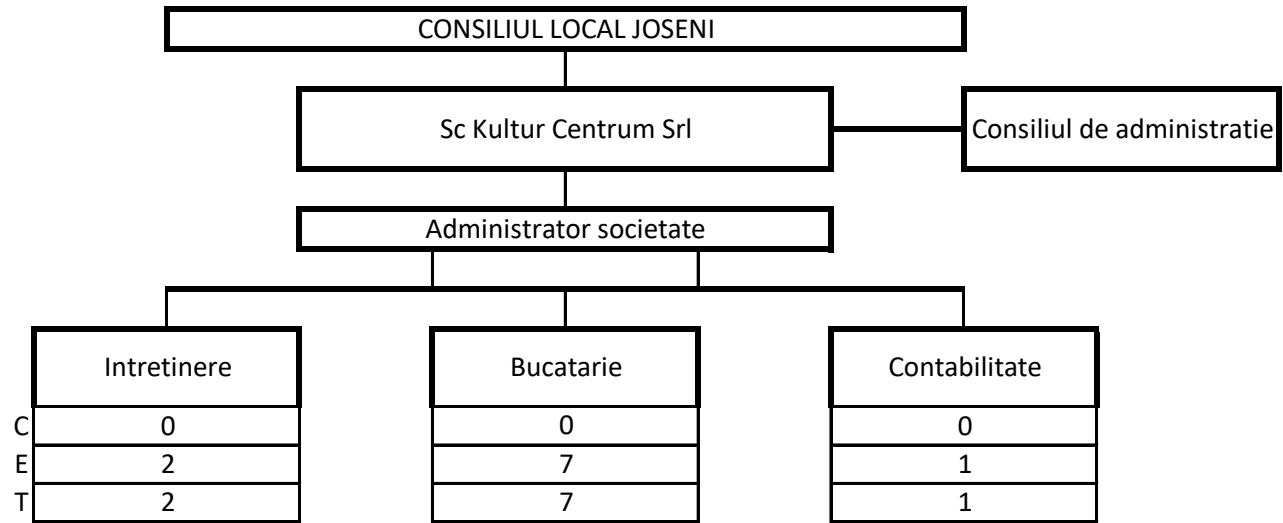 CONSILIUL LOCAL JOSENI
Sc Kultur Centrum Srl
Consiliul de administratie
Administrator societate
Intretinere
Bucatarie
Contabilitate
C 0 0 0
E 2 7 1
T 2 7 1